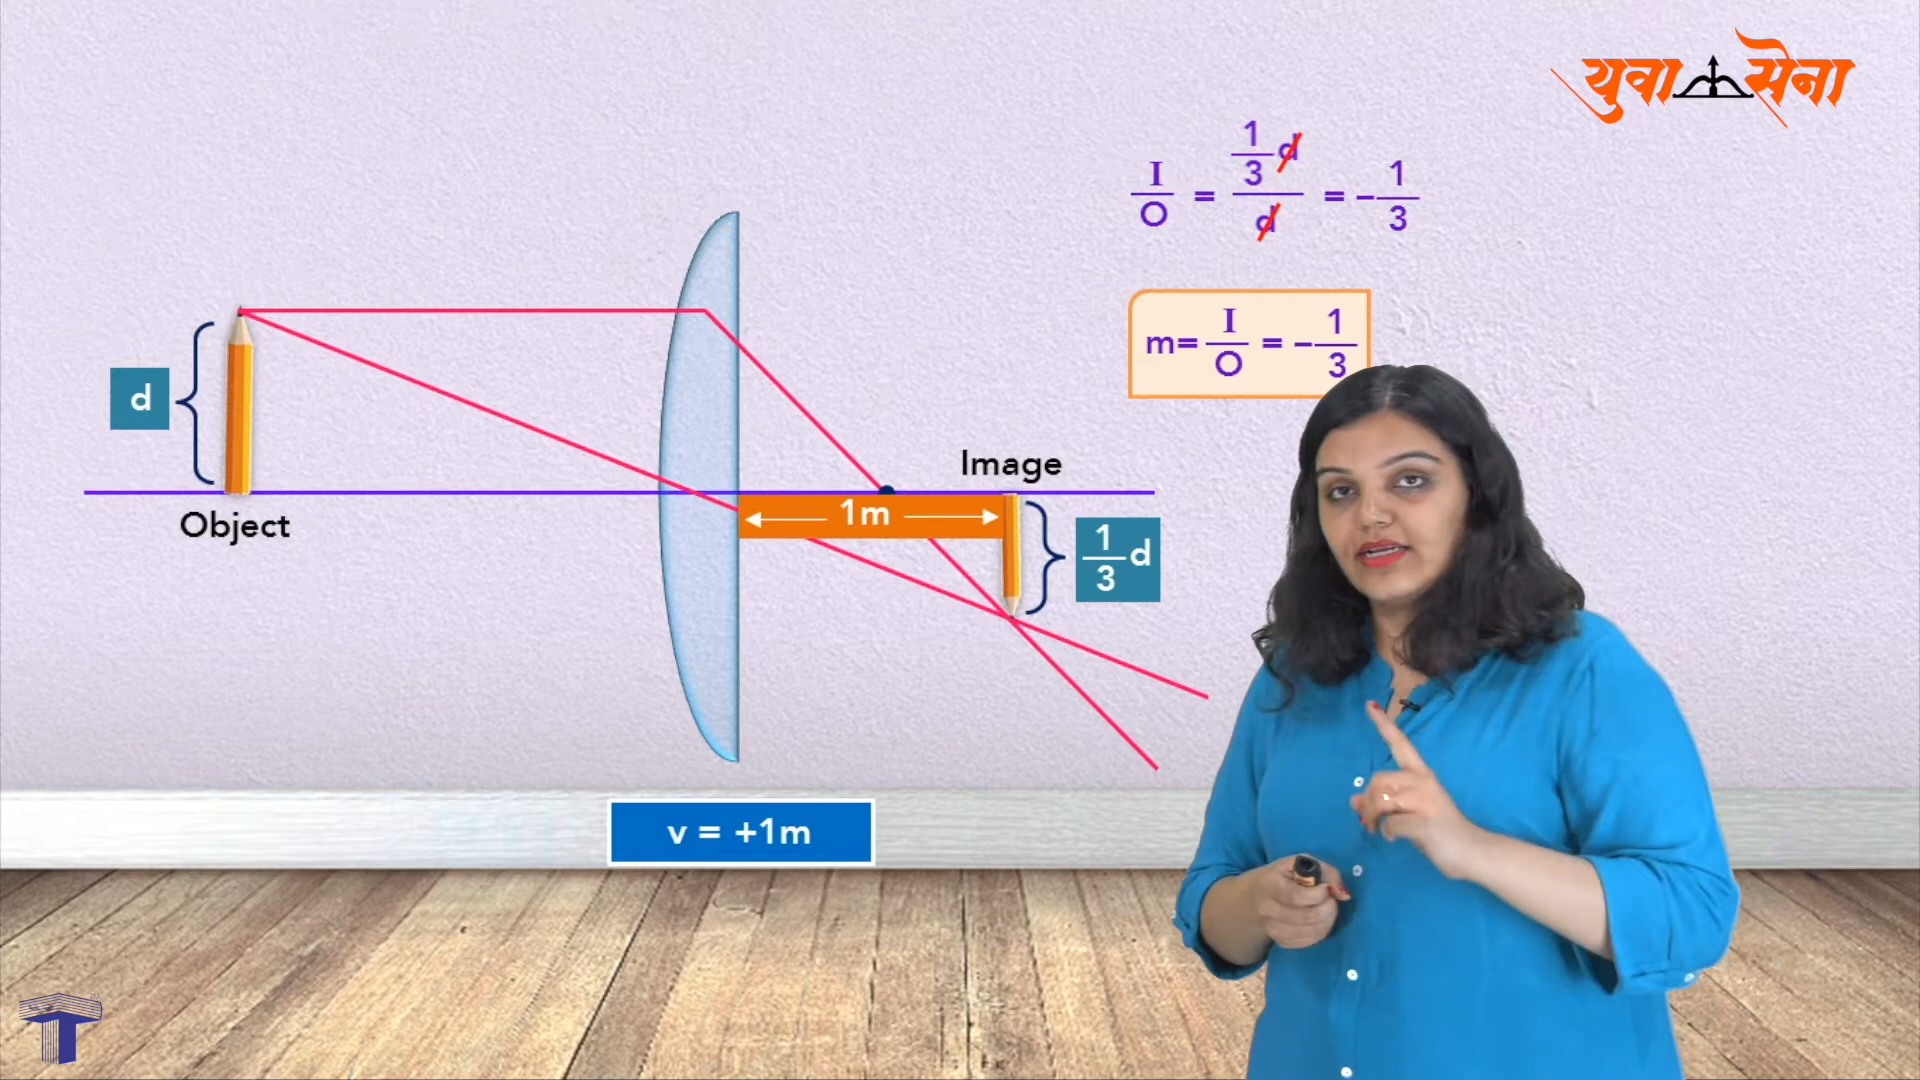 युवा सेना
I/O = 1/3 d / d = -1/3
m= I/O = -1/3
d
Image
1m
Object
1/3 d
v = +1m
T